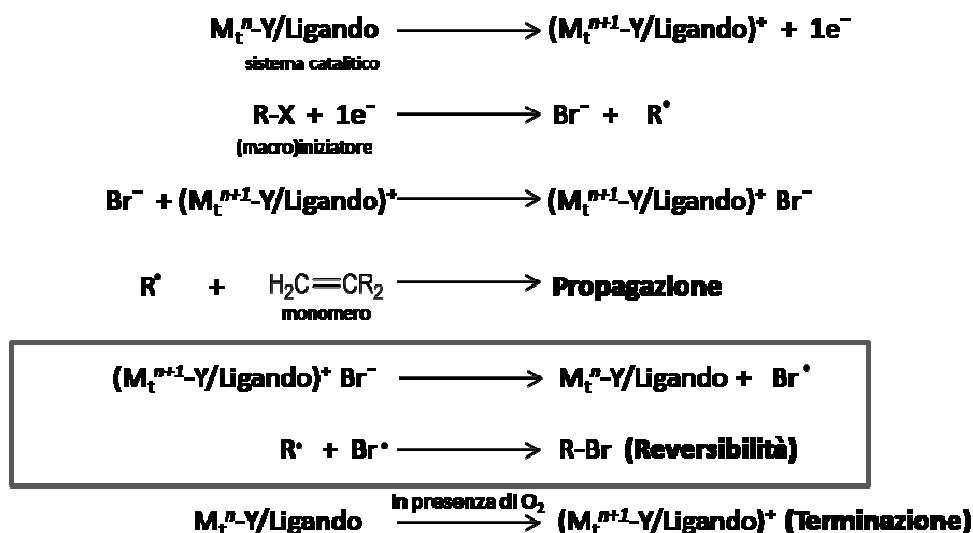 Mₜⁿ-Y/Ligando ⟶ (Mₜⁿ⁺¹-Y/Ligando)⁺ + 1e⁻
sistema catalitico
R-X + 1e⁻ ⟶ Br⁻ + R•
(macro)iniziatore
Br⁻ + (Mₜⁿ⁺¹-Y/Ligando)⁺ ⟶ (Mₜⁿ⁺¹-Y/Ligando)⁺ Br⁻
R• + H₂C=CR₂ ⟶ Propagazione
monomero
(Mₜⁿ⁺¹-Y/Ligando)⁺ Br⁻ ⟶ Mₜⁿ-Y/Ligando + Br•
R• + Br• ⟶ R-Br (Reversibilità)
In presenza di O₂
Mₜⁿ-Y/Ligando ⟶ (Mₜⁿ⁺¹-Y/Ligando)⁺ (Terminazione)